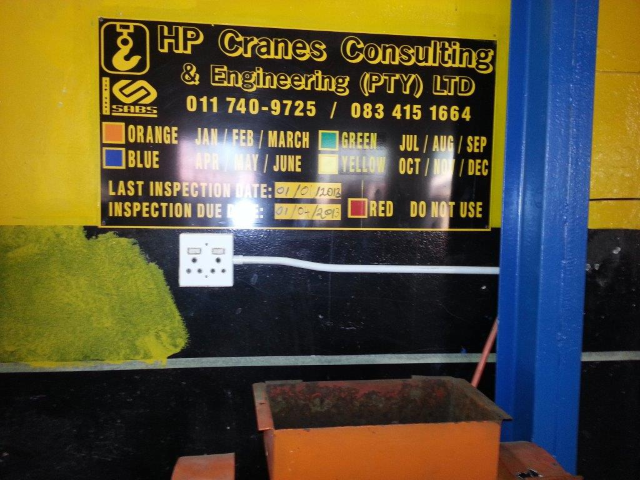 HP Cranes Consulting
& Engineering (PTY) LTD
SABS
011 740-9725 / 083 415 1664
ORANGE JAN / FEB / MARCH GREEN JUL / AUG / SEP
BLUE APR / MAY / JUNE YELLOW OCT / NOV / DEC
LAST INSPECTION DATE:
INSPECTION DUE DATE: RED DO NOT USE